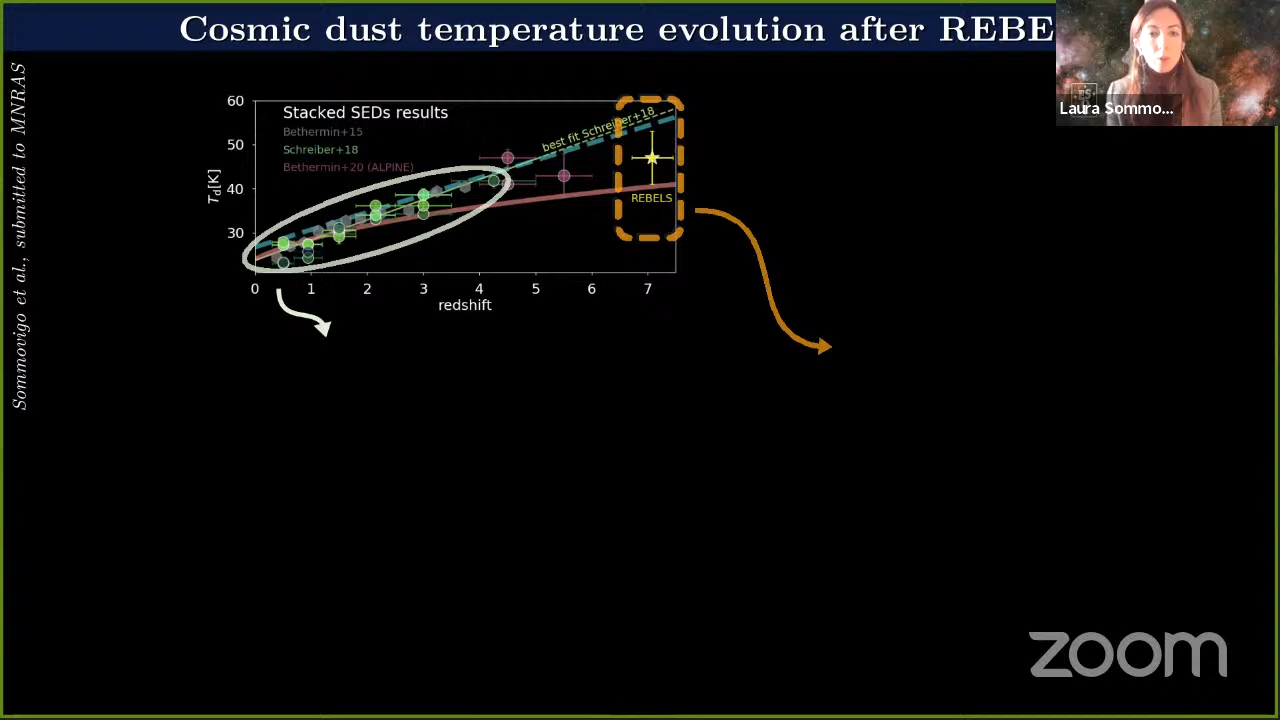 Cosmic dust temperature evolution after REBE
Laura Sommo...
Sommovigo et al., submitted to MNRAS
Stacked SEDs results
Bethermin+15
Schreiber+18
Bethermin+20 (ALPINE)
best fit Schreiber+18
REBELS
60
50
40
30
T_d[K]
0 1 2 3 4 5 6 7
redshift
zoom